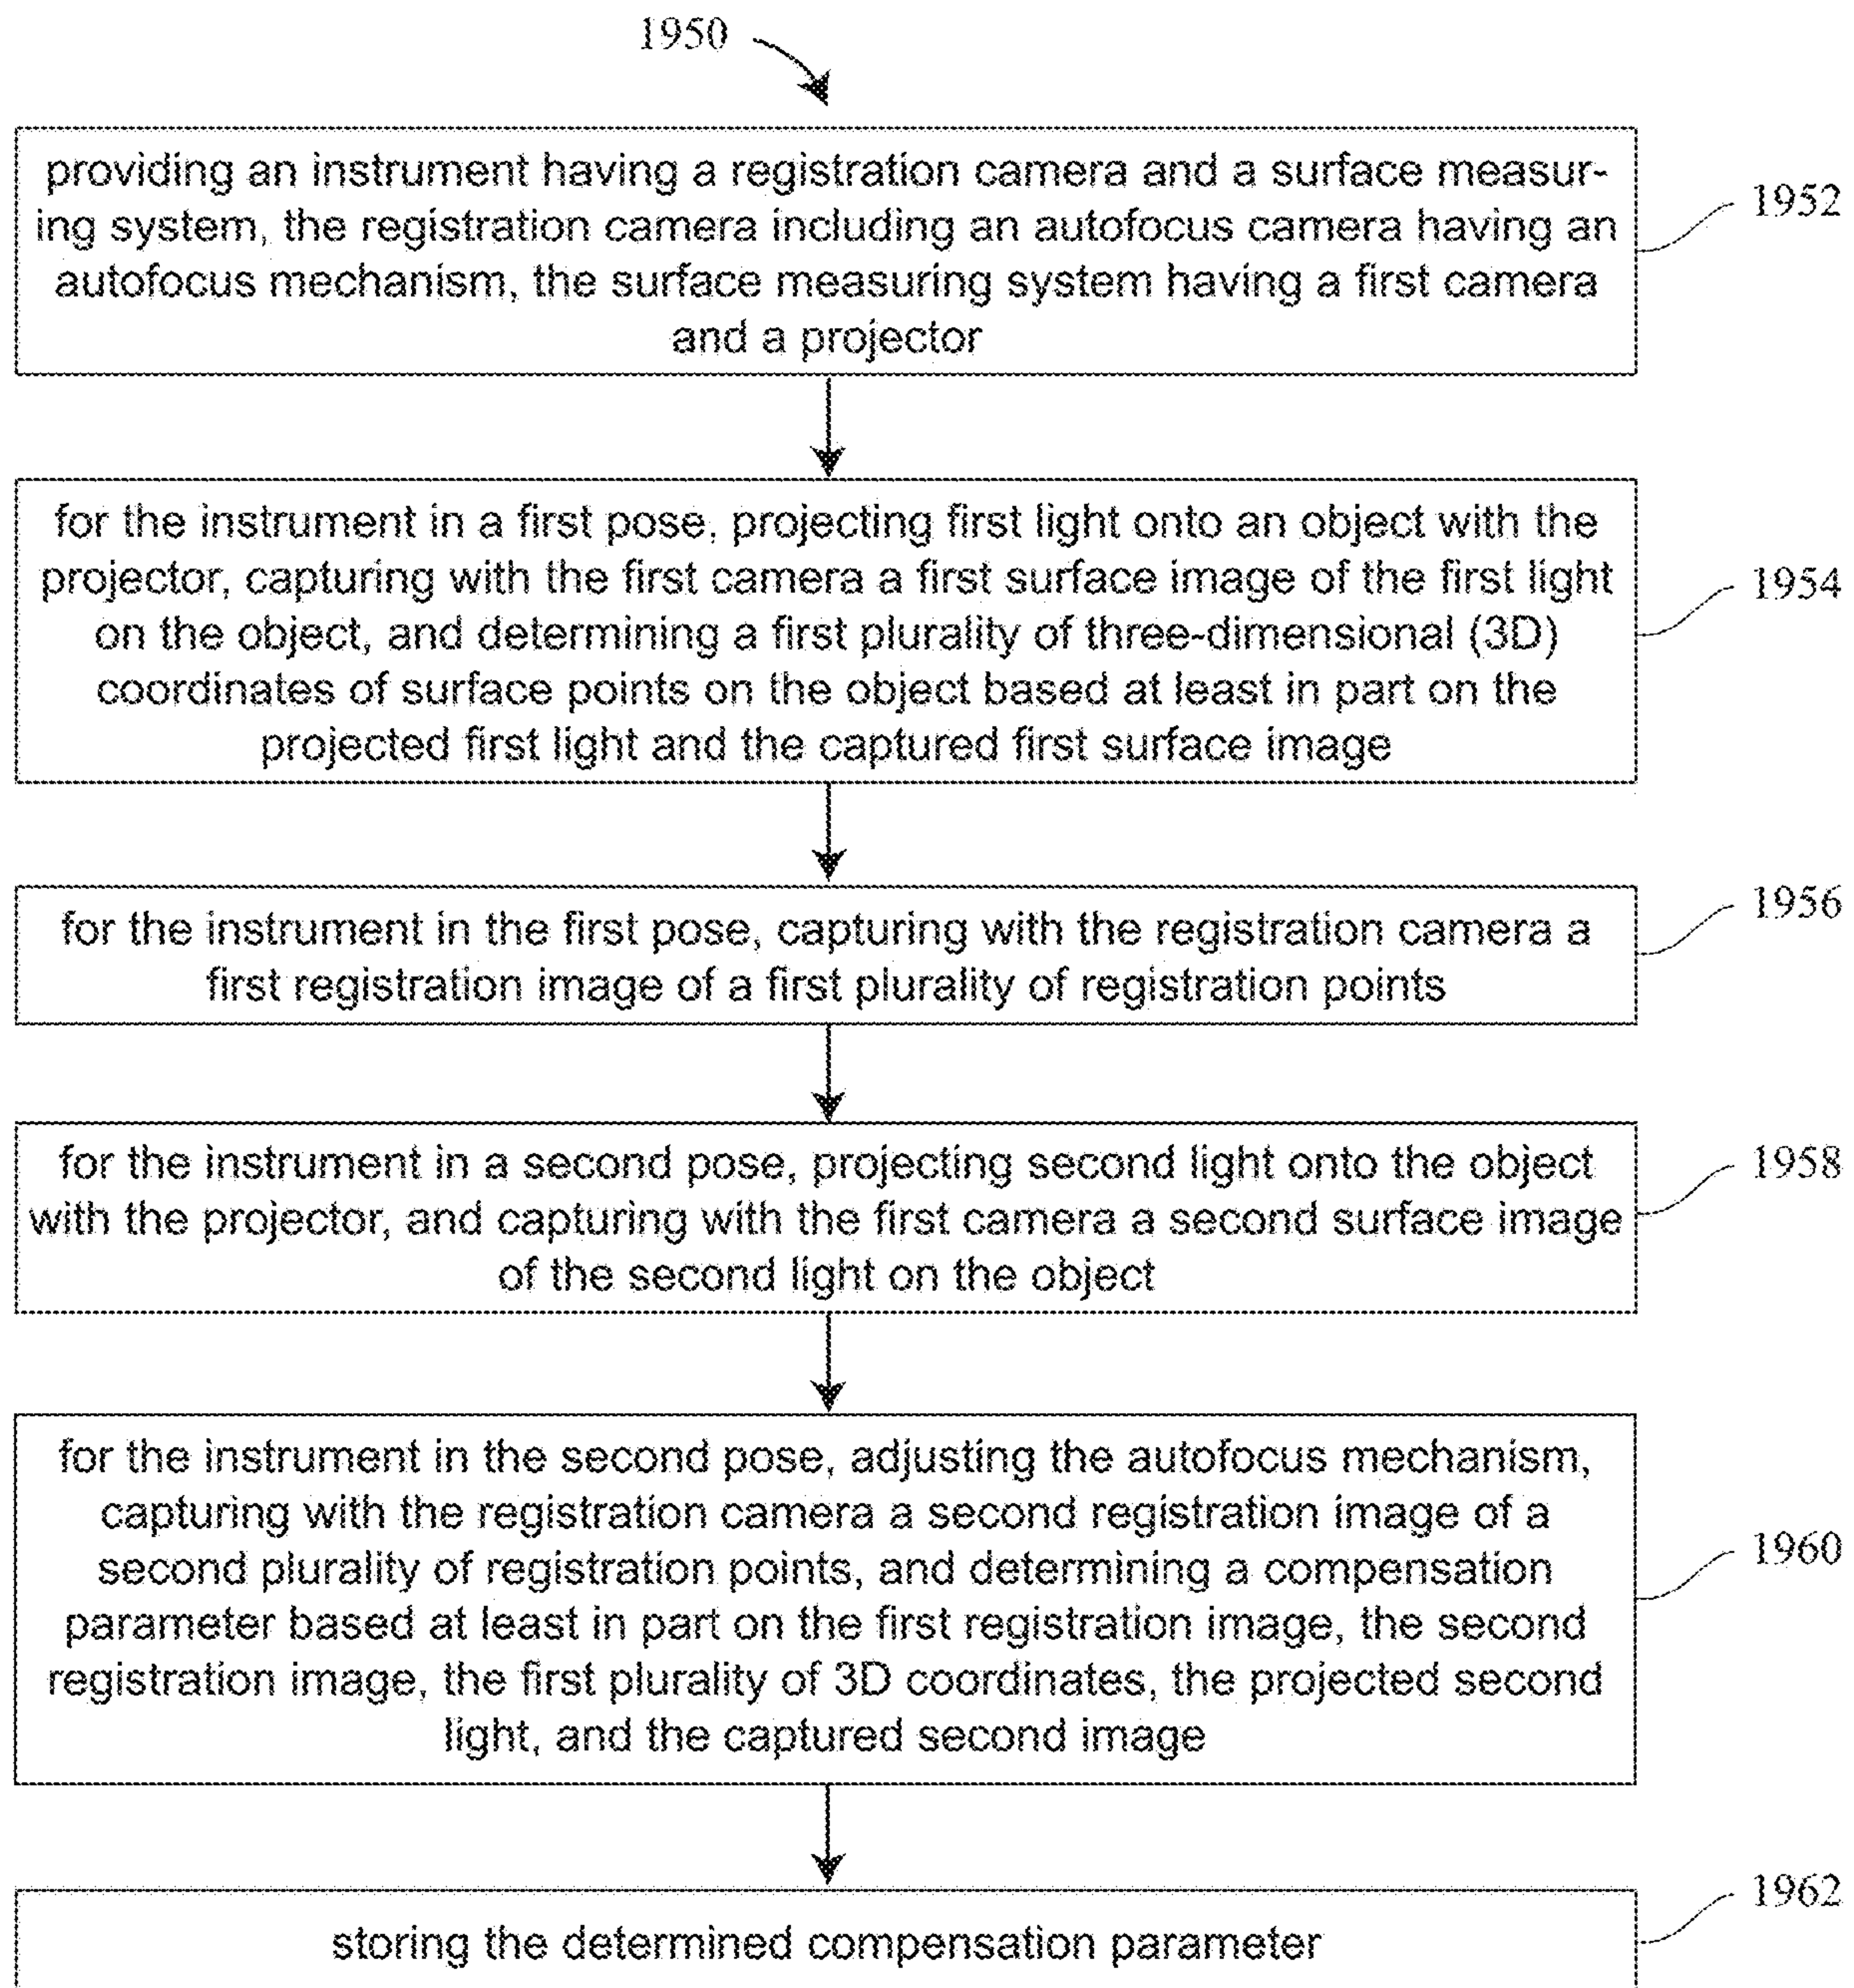 1950
providing an instrument having a registration camera and a surface measur-
ing system, the registration camera including an autofocus camera having an
autofocus mechanism, the surface measuring system having a first camera
and a projector
1952
for the instrument in a first pose, projecting first light onto an object with the
projector, capturing with the first camera a first surface image of the first light
on the object, and determining a first plurality of three-dimensional (3D)
coordinates of surface points on the object based at least in part on the
projected first light and the captured first surface image
1954
for the instrument in the first pose, capturing with the registration camera a
first registration image of a first plurality of registration points
1956
for the instrument in a second pose, projecting second light onto the object
with the projector, and capturing with the first camera a second surface image
of the second light on the object
1958
for the instrument in the second pose, adjusting the autofocus mechanism,
capturing with the registration camera a second registration image of a
second plurality of registration points, and determining a compensation
parameter based at least in part on the first registration image, the second
registration image, the first plurality of 3D coordinates, the projected second
light, and the captured second image
1960
storing the determined compensation parameter
1962